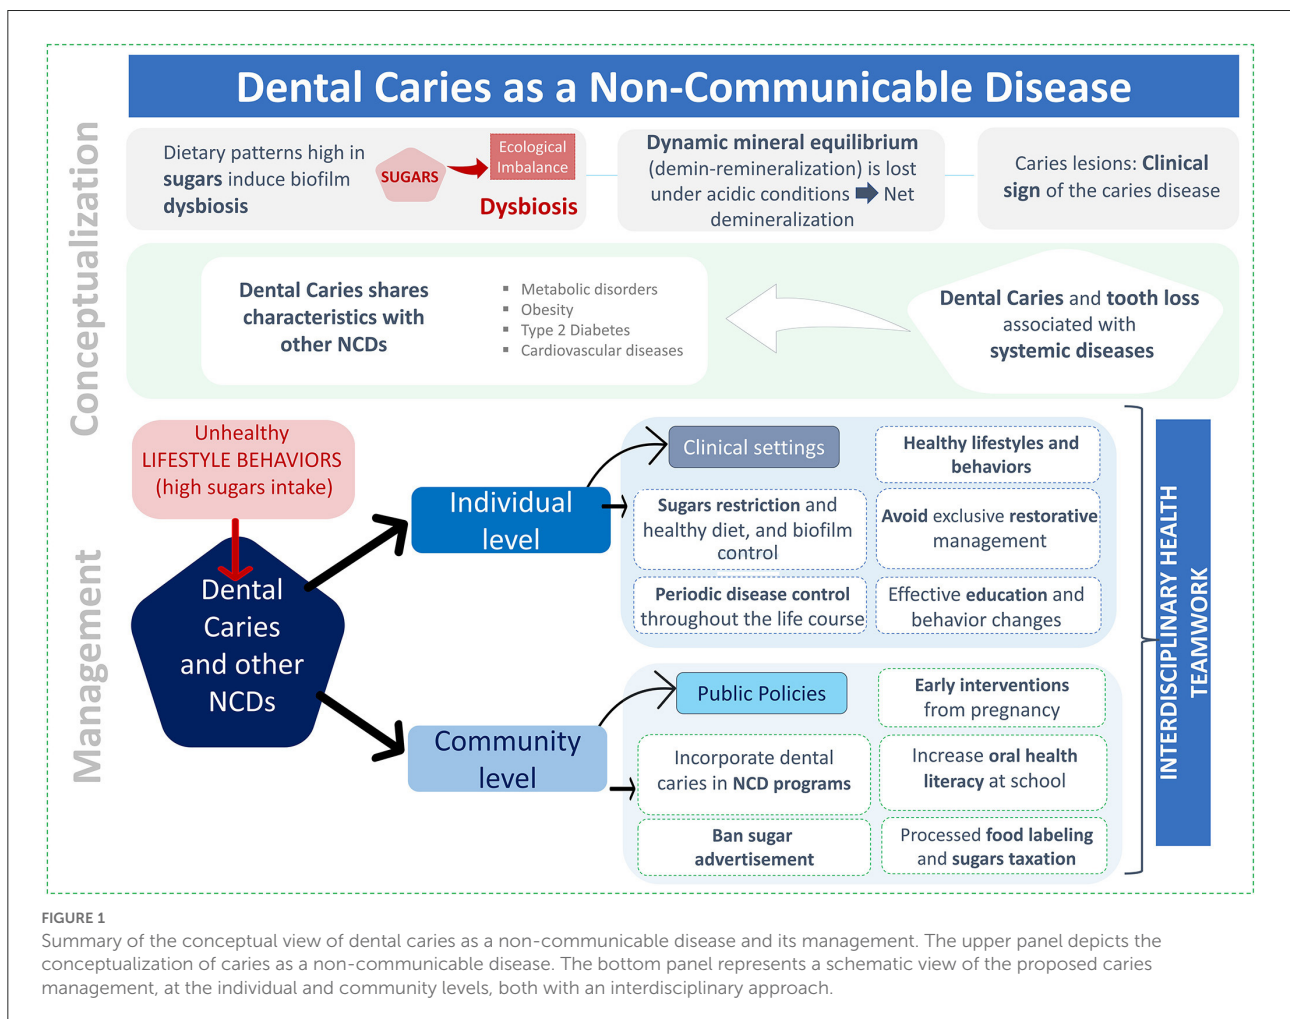 Dental Caries as a Non-Communicable Disease
Conceptualization
Dietary patterns high in
sugars induce biofilm
dysbiosis
SUGARS
Ecological
Imbalance
Dysbiosis
Dynamic mineral equilibrium
(demin-remineralization) is lost
under acidic conditions ➡ Net
demineralization
Caries lesions: Clinical
sign of the caries disease
Dental Caries shares
characteristics with
other NCDs
▪ Metabolic disorders
▪ Obesity
▪ Type 2 Diabetes
▪ Cardiovascular diseases
Dental Caries and tooth loss
associated with
systemic diseases
Management
Unhealthy
LIFESTYLE BEHAVIORS
(high sugars intake)
Dental
Caries
and other
NCDs
Individual
level
Clinical settings
Healthy lifestyles and
behaviors
Sugars restriction and
healthy diet, and biofilm
control
Avoid exclusive restorative
management
Periodic disease control
throughout the life course
Effective education and
behavior changes
Community
level
Public Policies
Early interventions
from pregnancy
Incorporate dental
caries in NCD programs
Increase oral health
literacy at school
Ban sugar
advertisement
Processed food labeling
and sugars taxation
INTERDISCIPLINARY HEALTH
TEAMWORK
FIGURE 1
Summary of the conceptual view of dental caries as a non-communicable disease and its management. The upper panel depicts the
conceptualization of caries as a non-communicable disease. The bottom panel represents a schematic view of the proposed caries
management, at the individual and community levels, both with an interdisciplinary approach.